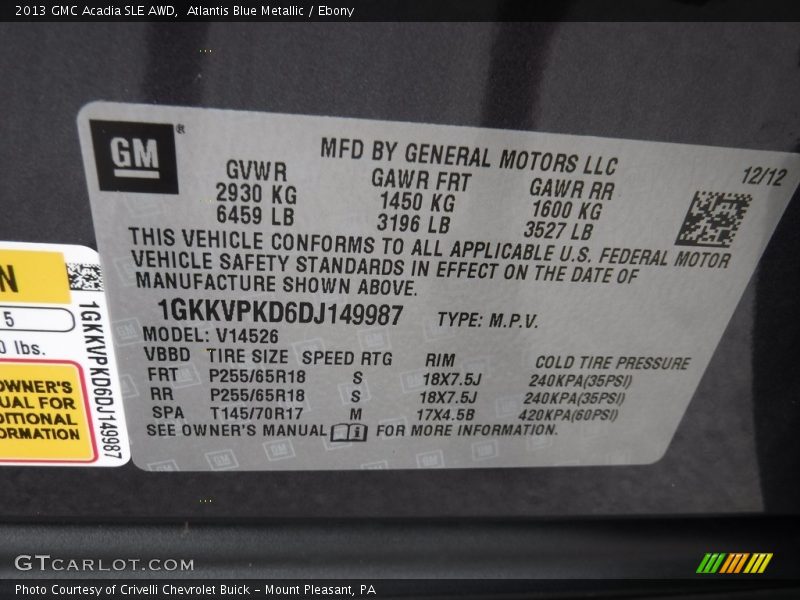 2013 GMC Acadia SLE AWD,  Atlantis Blue Metallic / Ebony
GM®
MFD BY GENERAL MOTORS LLC
12/12
GVWR GAWR FRT GAWR RR
2930 KG 1450 KG 1600 KG
6459 LB 3196 LB 3527 LB
THIS VEHICLE CONFORMS TO ALL APPLICABLE U.S. FEDERAL MOTOR
VEHICLE SAFETY STANDARDS IN EFFECT ON THE DATE OF
MANUFACTURE SHOWN ABOVE.
1GKKVPKD6DJ149987 TYPE: M.P.V.
MODEL: V14526
VBBD TIRE SIZE SPEED RTG RIM COLD TIRE PRESSURE
FRT P255/65R18 S 18X7.5J 240KPA(35PSI)
RR P255/65R18 S 18X7.5J 240KPA(35PSI)
SPA T145/70R17 M 17X4.5B 420KPA(60PSI)
SEE OWNER'S MANUAL i FOR MORE INFORMATION.
N
5
0 lbs.
OWNER'S
UAL FOR
DITIONAL
ORMATION
1GKKVPKD6DJ149987
GTCARLOT.COM
Photo Courtesy of Crivelli Chevrolet Buick - Mount Pleasant, PA